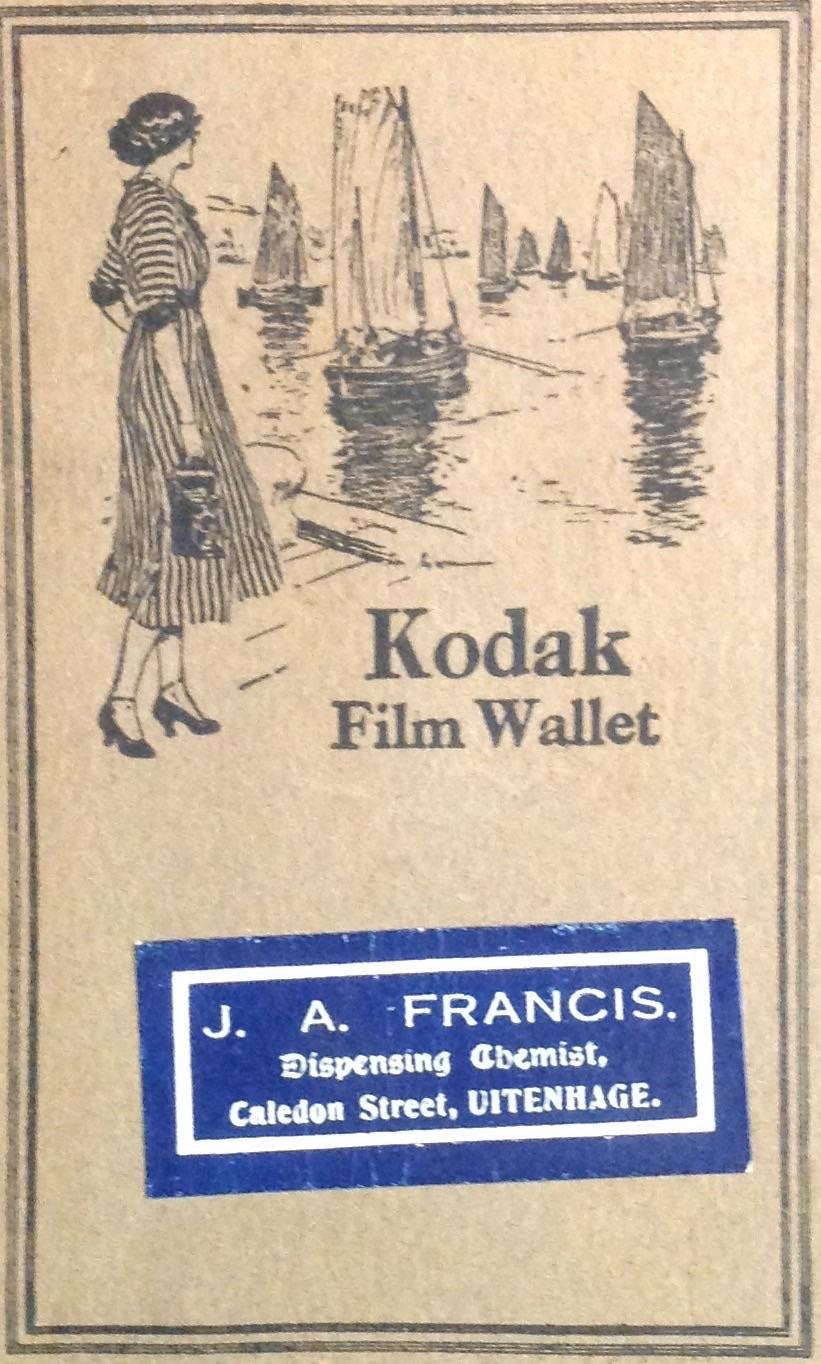 Kodak
Film Wallet
J. A. FRANCIS.
Dispensing Chemist,
Caledon Street, UITENHAGE.